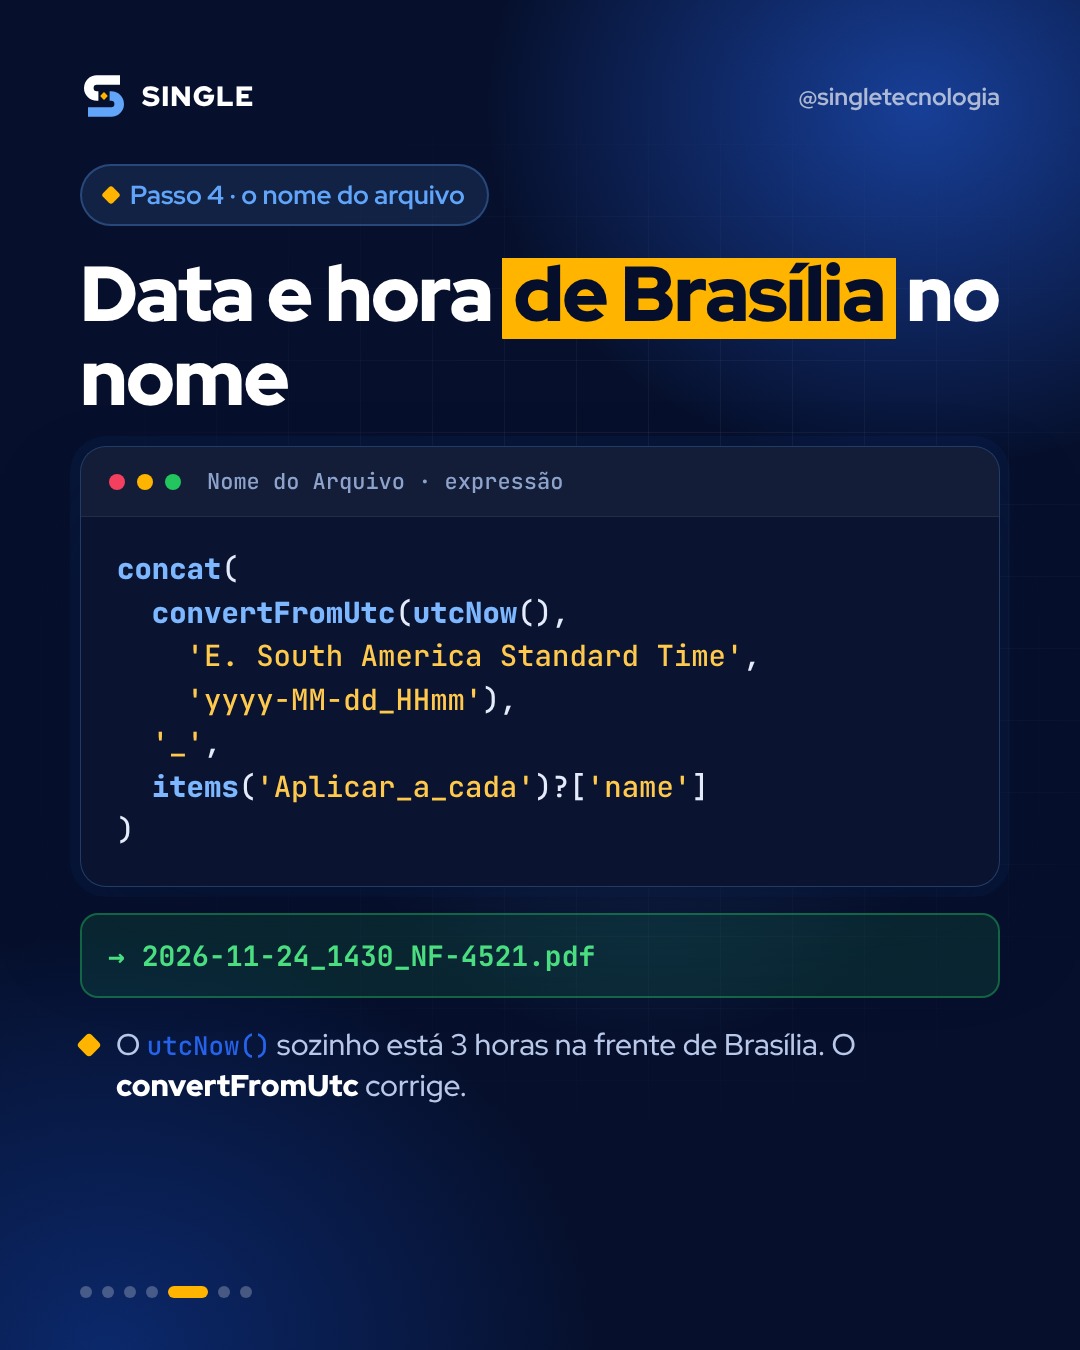 SINGLE
@singletecnologia
Passo 4 · o nome do arquivo
Data e hora de Brasília no
nome
Nome do Arquivo · expressão
concat(
  convertFromUtc(utcNow(),
    'E. South America Standard Time',
    'yyyy-MM-dd_HHmm'),
  '_',
  items('Aplicar_a_cada')?['name']
)
→ 2026-11-24_1430_NF-4521.pdf
O utcNow() sozinho está 3 horas na frente de Brasília. O
convertFromUtc corrige.